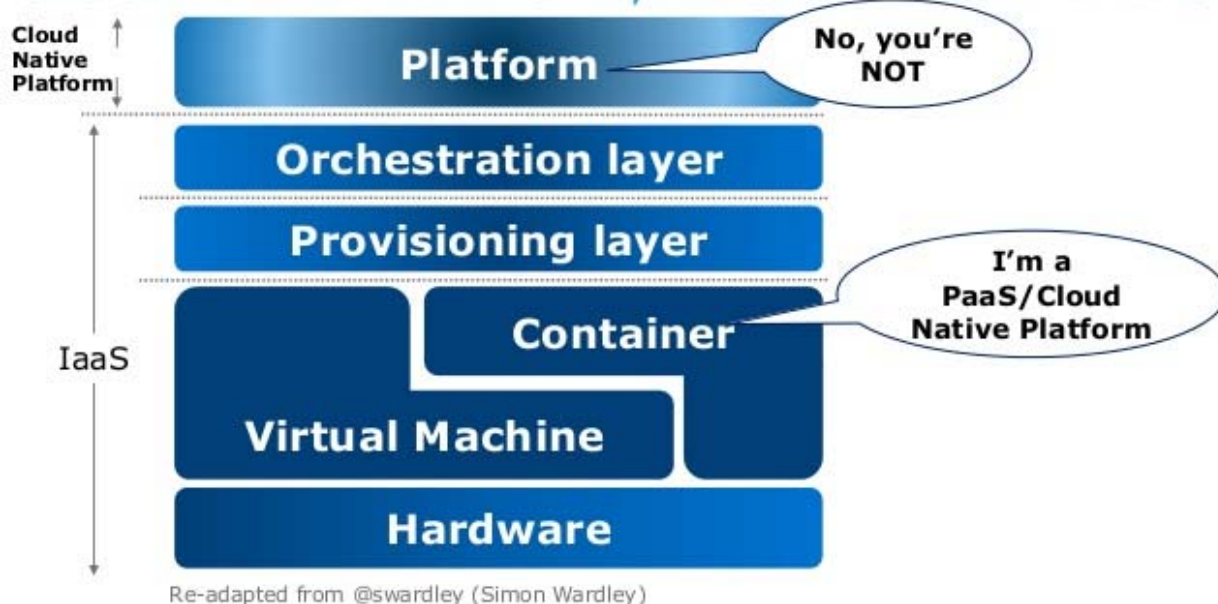 Cloud
Native
Platform
Platform
No, you're
NOT
Orchestration layer
Provisioning layer
I'm a
PaaS/Cloud
Native Platform
Container
IaaS
Virtual Machine
Hardware
Re-adapted from @swardley (Simon Wardley)